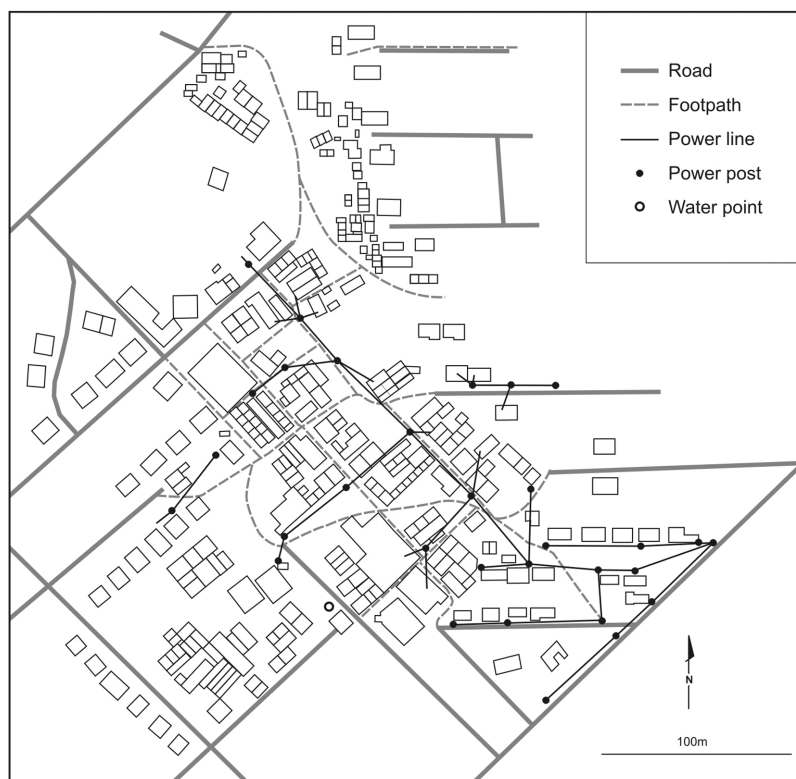 Road
Footpath
Power line
Power post
Water point
N
100m